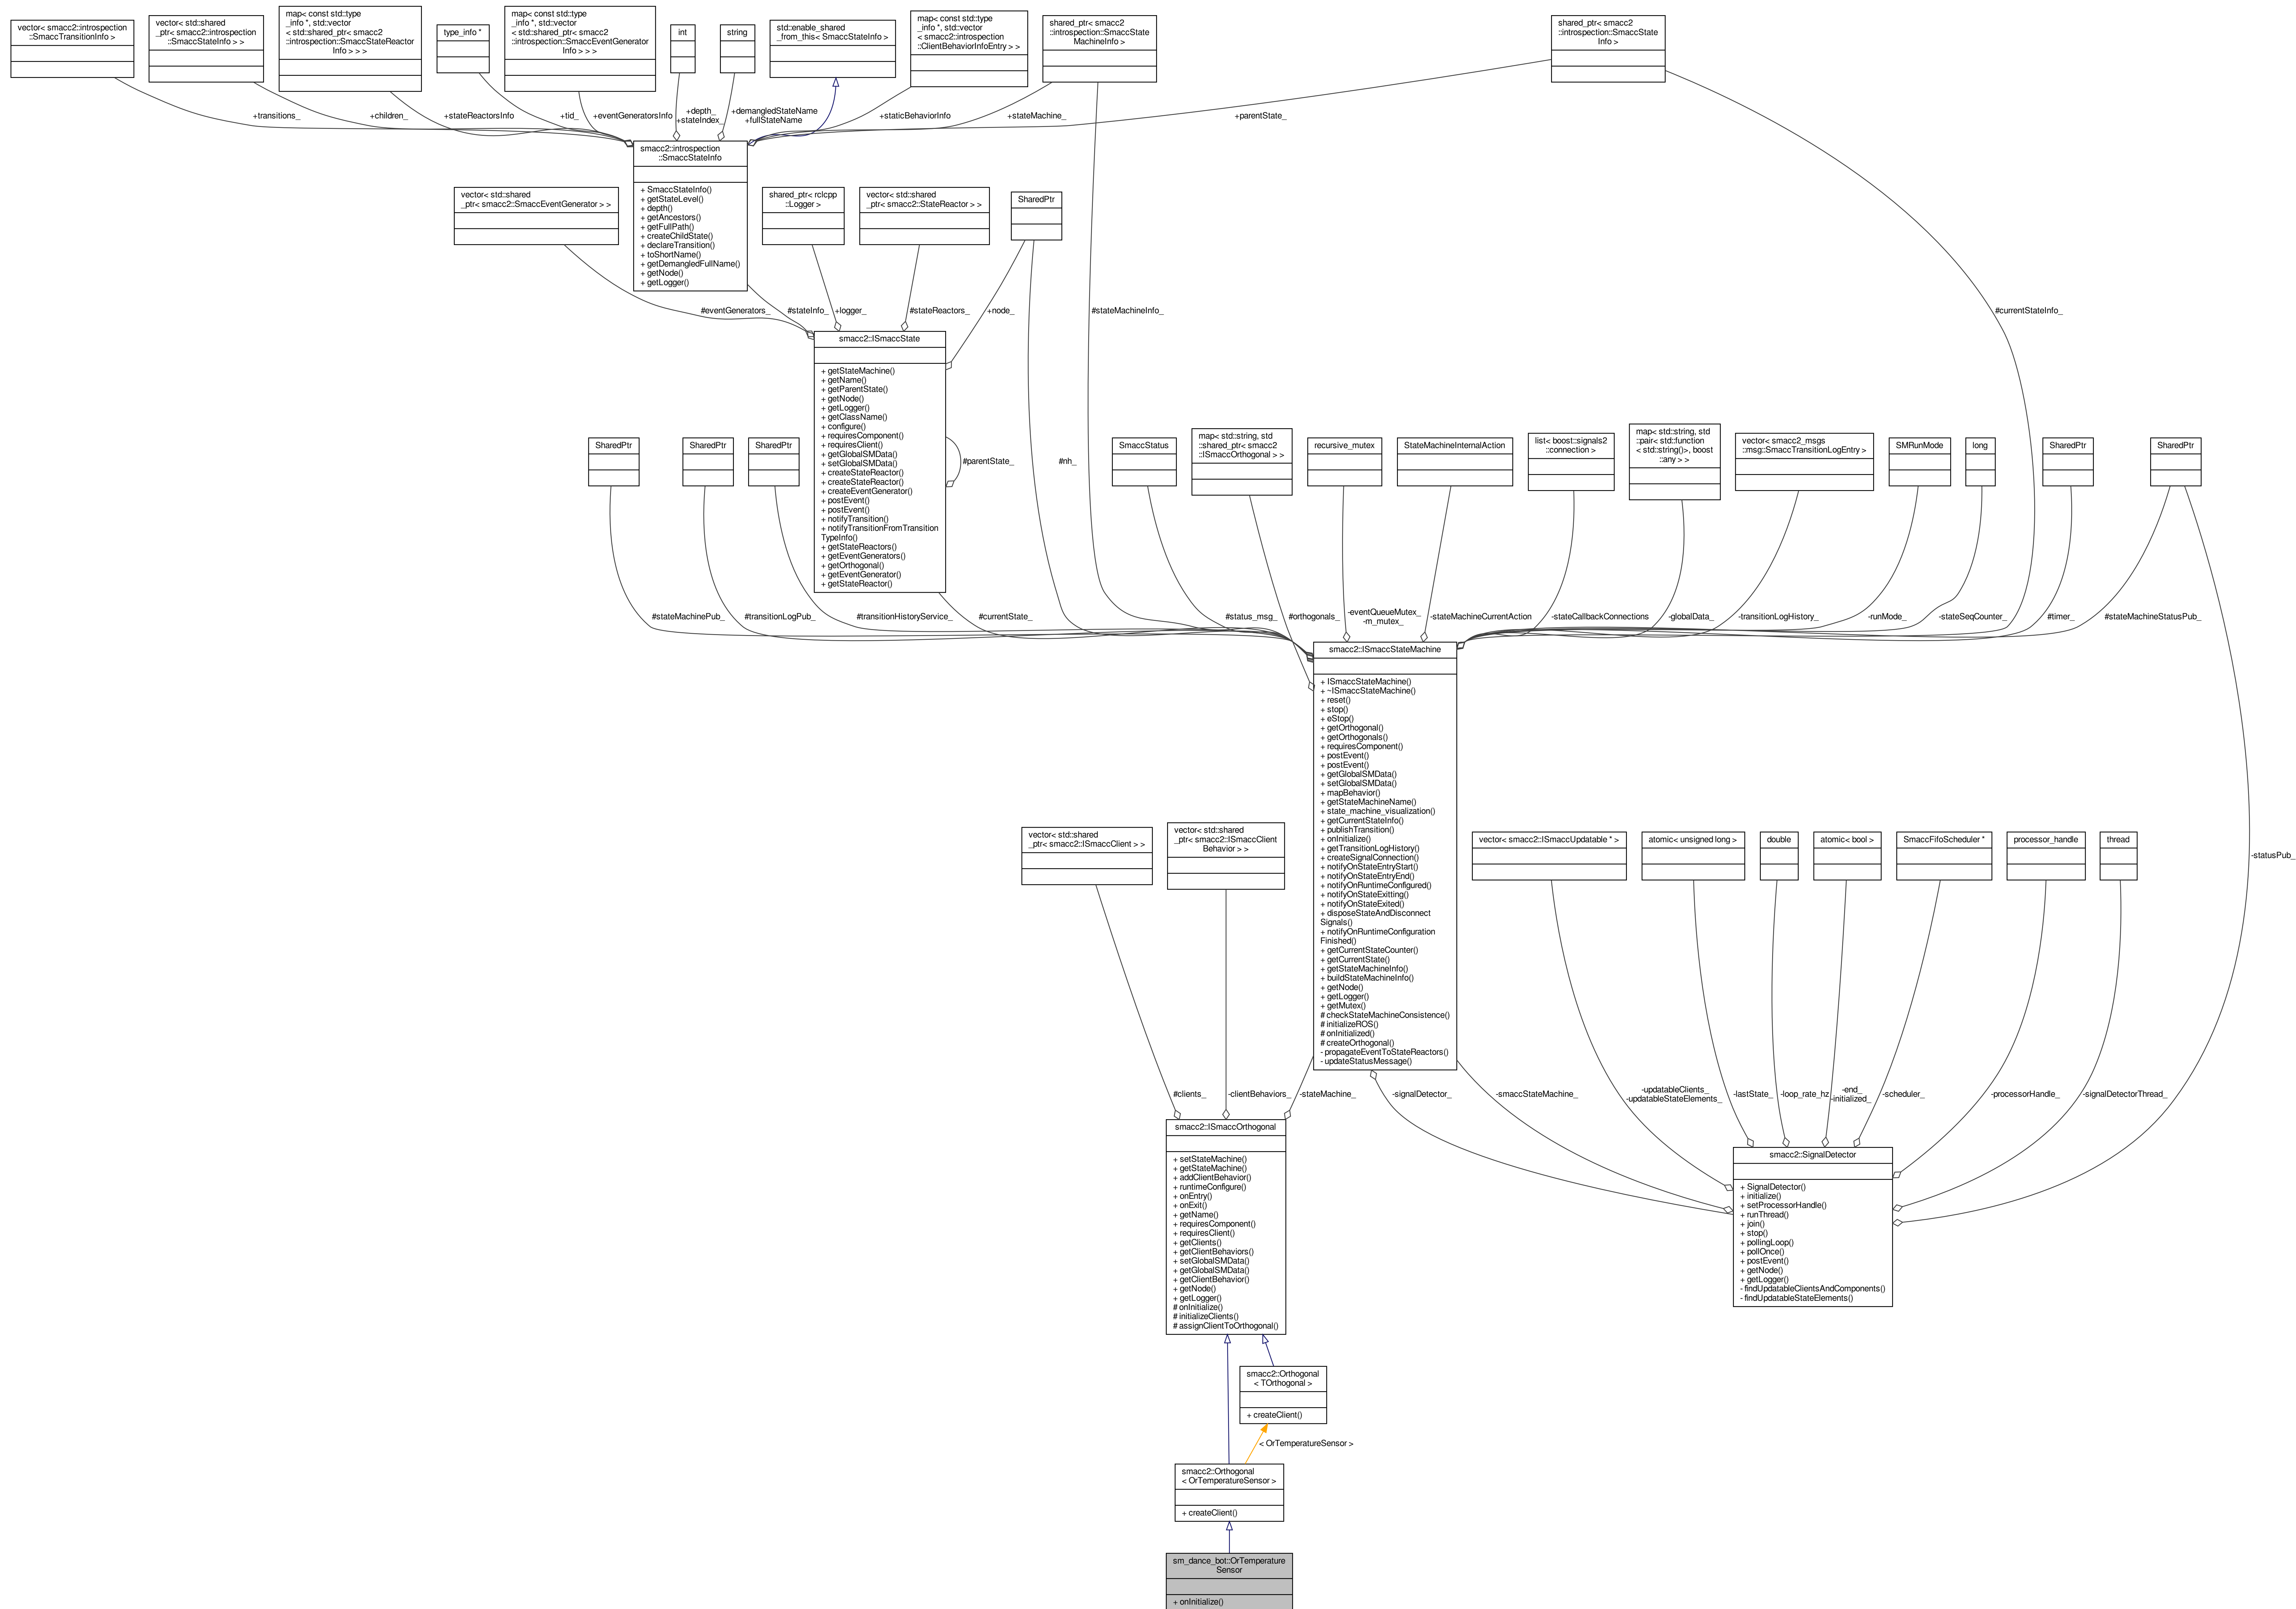 vector< smacc2::introspection
::SmaccTransitionInfo >
vector< std::shared
_ptr< smacc2::introspection
::SmaccStateInfo > >
map< const std::type
_info *, std::vector
< std::shared_ptr< smacc2
::introspection::SmaccStateReactor
Info > > >
type_info *
map< const std::type
_info *, std::vector
< std::shared_ptr< smacc2
::introspection::SmaccEventGenerator
Info > > >
int
string
std::enable_shared
_from_this< SmaccStateInfo >
map< const std::type
_info *, std::vector
< smacc2::introspection
::ClientBehaviorInfoEntry > >
shared_ptr< smacc2
::introspection::SmaccState
MachineInfo >
shared_ptr< smacc2
::introspection::SmaccState
Info >
+transitions_
+children_
+stateReactorsInfo
+tid_
+eventGeneratorsInfo
+depth_
+stateIndex_
+demangledStateName
+fullStateName
+staticBehaviorInfo
+stateMachine_
+parentState_
smacc2::introspection
::SmaccStateInfo
+ SmaccStateInfo()
+ getStateLevel()
+ depth()
+ getAncestors()
+ getFullPath()
+ createChildState()
+ declareTransition()
+ toShortName()
+ getDemangledFullName()
+ getNode()
+ getLogger()
vector< std::shared
_ptr< smacc2::SmaccEventGenerator > >
shared_ptr< rclcpp
::Logger >
vector< std::shared
_ptr< smacc2::StateReactor > >
SharedPtr
#eventGenerators_
#stateInfo_
+logger_
#stateReactors_
+node_
#stateMachineInfo_
#currentStateInfo_
smacc2::ISmaccState
+ getStateMachine()
+ getName()
+ getParentState()
+ getNode()
+ getLogger()
+ getClassName()
+ configure()
+ requiresComponent()
+ requiresClient()
+ getGlobalSMData()
+ setGlobalSMData()
+ createStateReactor()
+ createStateReactor()
+ createEventGenerator()
+ postEvent()
+ postEvent()
+ notifyTransition()
+ notifyTransitionFromTransition
TypeInfo()
+ getStateReactors()
+ getEventGenerators()
+ getOrthogonal()
+ getEventGenerator()
+ getStateReactor()
#parentState_
#nh_
SharedPtr
SharedPtr
SharedPtr
SmaccStatus
map< std::string, std
::shared_ptr< smacc2
::ISmaccOrthogonal > >
recursive_mutex
StateMachineInternalAction
list< boost::signals2
::connection >
map< std::string, std
::pair< std::function
< std::string()>, boost
::any > >
vector< smacc2_msgs
::msg::SmaccTransitionLogEntry >
SMRunMode
long
SharedPtr
SharedPtr
#stateMachinePub_
#transitionLogPub_
#transitionHistoryService_
#currentState_
#status_msg_
#orthogonals_
-eventQueueMutex_
-m_mutex_
-stateMachineCurrentAction
-stateCallbackConnections
-globalData_
-transitionLogHistory_
-runMode_
-stateSeqCounter_
#timer_
#stateMachineStatusPub_
smacc2::ISmaccStateMachine
+ ISmaccStateMachine()
+ ~ISmaccStateMachine()
+ reset()
+ stop()
+ eStop()
+ getOrthogonal()
+ getOrthogonals()
+ requiresComponent()
+ postEvent()
+ postEvent()
+ getGlobalSMData()
+ setGlobalSMData()
+ mapBehavior()
+ getStateMachineName()
+ state_machine_visualization()
+ getCurrentStateInfo()
+ publishTransition()
+ onInitialize()
+ getTransitionLogHistory()
+ createSignalConnection()
+ notifyOnStateEntryStart()
+ notifyOnStateEntryEnd()
+ notifyOnRuntimeConfigured()
+ notifyOnStateExitting()
+ notifyOnStateExited()
+ disposeStateAndDisconnect
Signals()
+ notifyOnRuntimeConfiguration
Finished()
+ getCurrentStateCounter()
+ getCurrentState()
+ getStateMachineInfo()
+ buildStateMachineInfo()
+ getNode()
+ getLogger()
+ getMutex()
# checkStateMachineConsistence()
# initializeROS()
# onInitialized()
# createOrthogonal()
- propagateEventToStateReactors()
- updateStatusMessage()
vector< std::shared
_ptr< smacc2::ISmaccClient > >
vector< std::shared
_ptr< smacc2::ISmaccClient
Behavior > >
vector< smacc2::ISmaccUpdatable * >
atomic< unsigned long >
double
atomic< bool >
SmaccFifoScheduler *
processor_handle
thread
-statusPub_
#clients_
-clientBehaviors_
-stateMachine_
-signalDetector_
-smaccStateMachine_
-updatableClients_
-updatableStateElements_
-lastState_
-loop_rate_hz
-end_
-initialized_
-scheduler_
-processorHandle_
-signalDetectorThread_
smacc2::ISmaccOrthogonal
+ setStateMachine()
+ getStateMachine()
+ addClientBehavior()
+ runtimeConfigure()
+ onEntry()
+ onExit()
+ getName()
+ requiresComponent()
+ requiresClient()
+ getClients()
+ getClientBehaviors()
+ setGlobalSMData()
+ getGlobalSMData()
+ getClientBehavior()
+ getNode()
+ getLogger()
# onInitialize()
# initializeClients()
# assignClientToOrthogonal()
smacc2::SignalDetector
+ SignalDetector()
+ initialize()
+ setProcessorHandle()
+ runThread()
+ join()
+ stop()
+ pollingLoop()
+ pollOnce()
+ postEvent()
+ getNode()
+ getLogger()
- findUpdatableClientsAndComponents()
- findUpdatableStateElements()
smacc2::Orthogonal
< TOrthogonal >
+ createClient()
< OrTemperatureSensor >
smacc2::Orthogonal
< OrTemperatureSensor >
+ createClient()
sm_dance_bot::OrTemperature
Sensor
+ onInitialize()